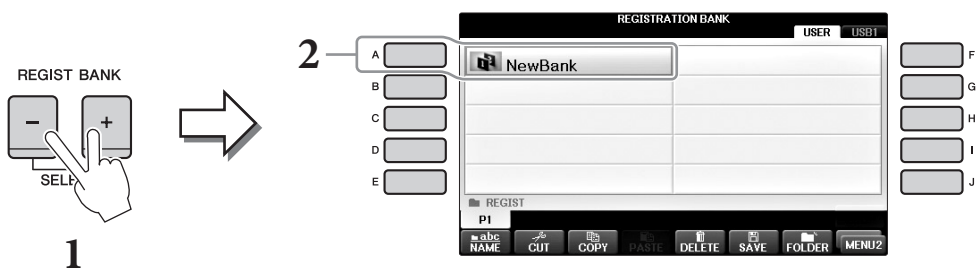 REGIST BANK
- +
1
2
A
B
C
D
E
REGISTRATION BANK
USER USB1
NewBank
REGIST
P1
abc
NAME CUT COPY PASTE DELETE SAVE FOLDER MENU2
F
G
H
I
J